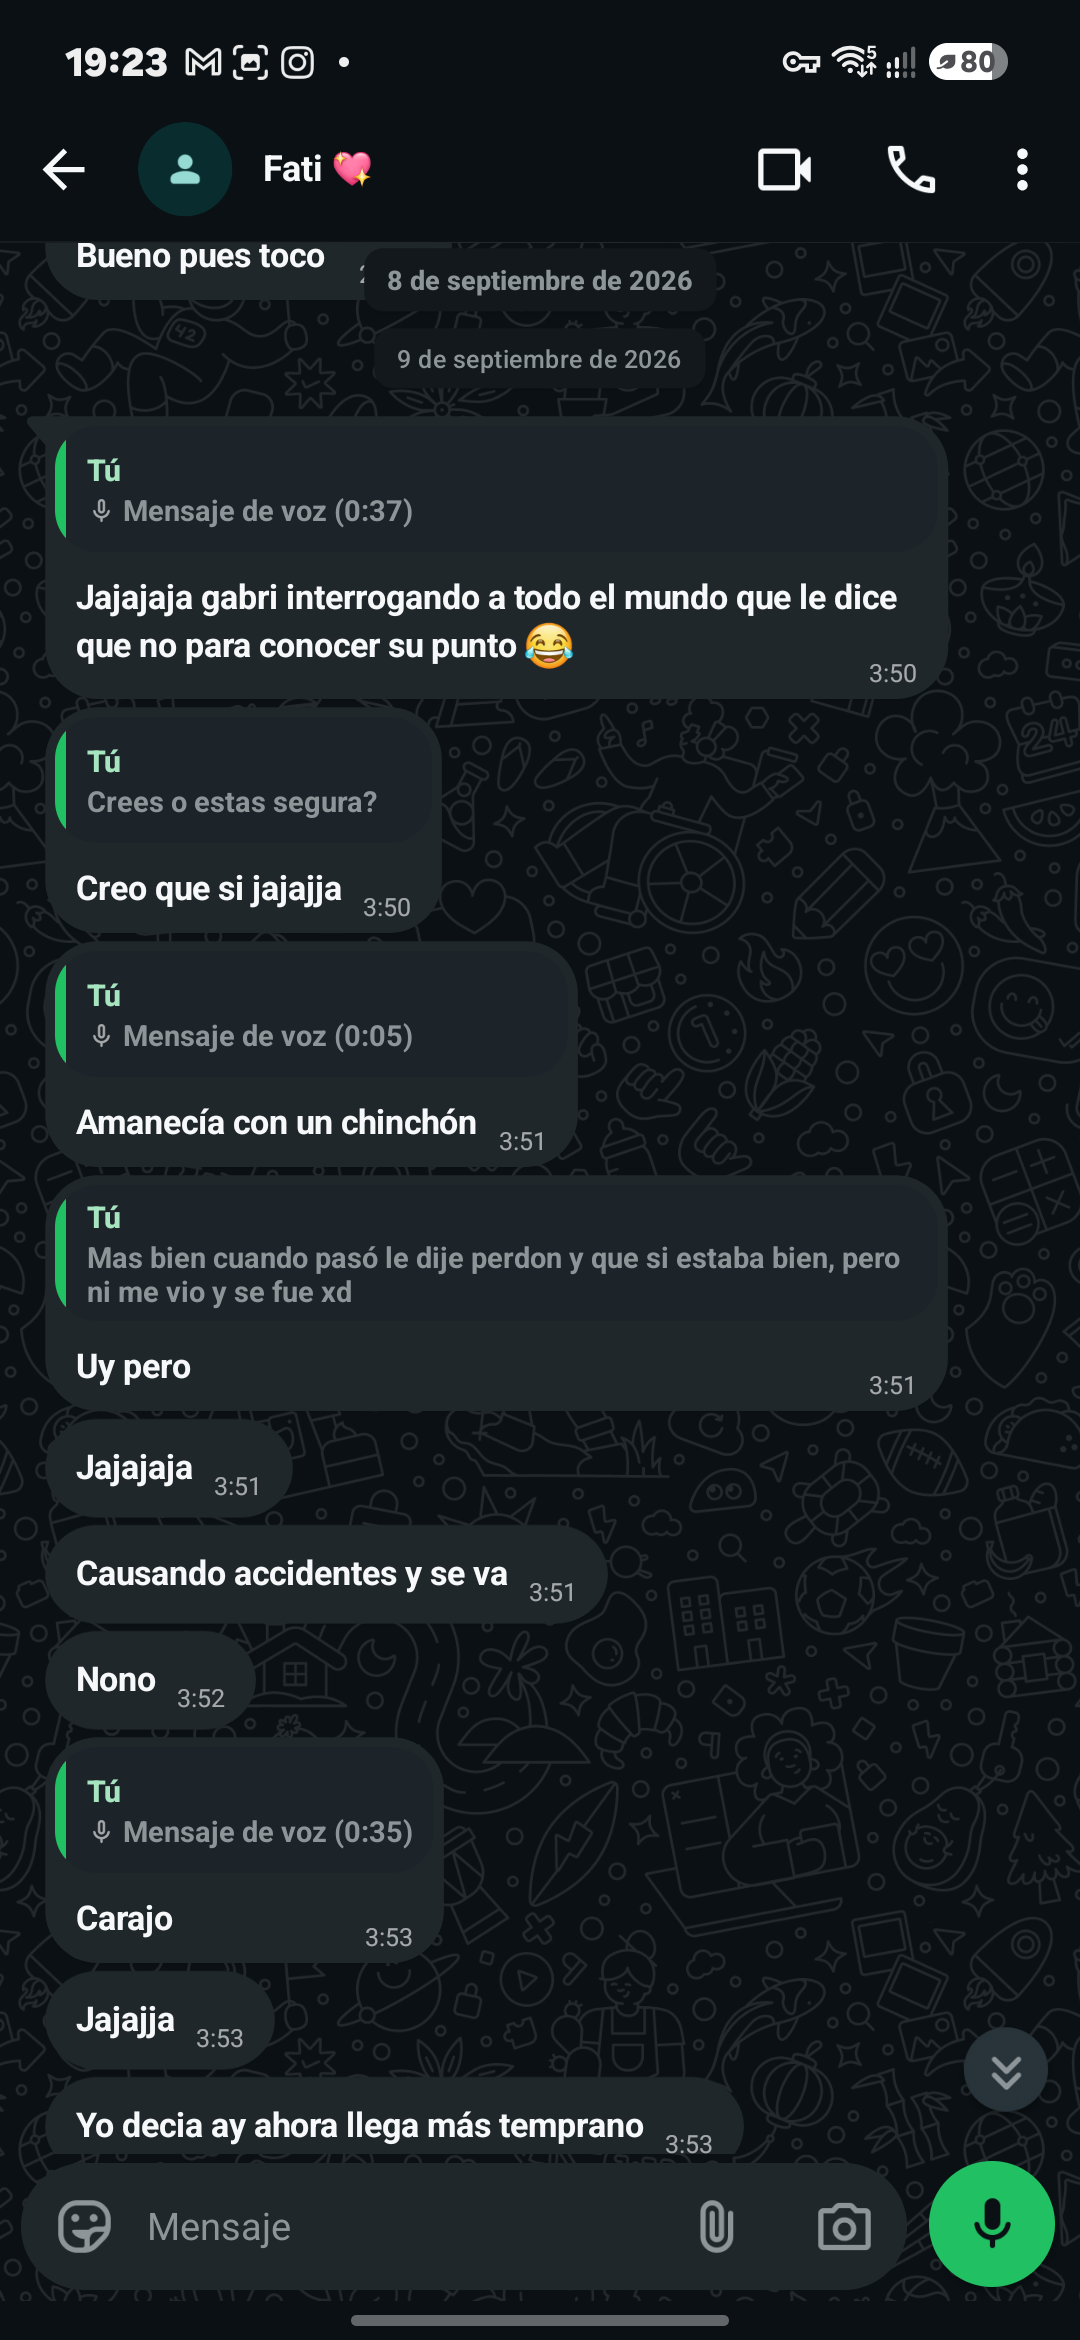 19:23
5
80
Fati 💖
Bueno pues toco
8 de septiembre de 2026
9 de septiembre de 2026
Tú
Mensaje de voz (0:37)
Jajajaja gabri interrogando a todo el mundo que le dice
que no para conocer su punto 😂
3:50
Tú
Crees o estas segura?
Creo que si jajajja 3:50
Tú
Mensaje de voz (0:05)
Amanecía con un chinchón 3:51
Tú
Mas bien cuando pasó le dije perdon y que si estaba bien, pero
ni me vio y se fue xd
Uy pero 3:51
Jajajaja 3:51
Causando accidentes y se va 3:51
Nono 3:52
Tú
Mensaje de voz (0:35)
Carajo 3:53
Jajajja 3:53
Yo decia ay ahora llega más temprano 3:53
Mensaje